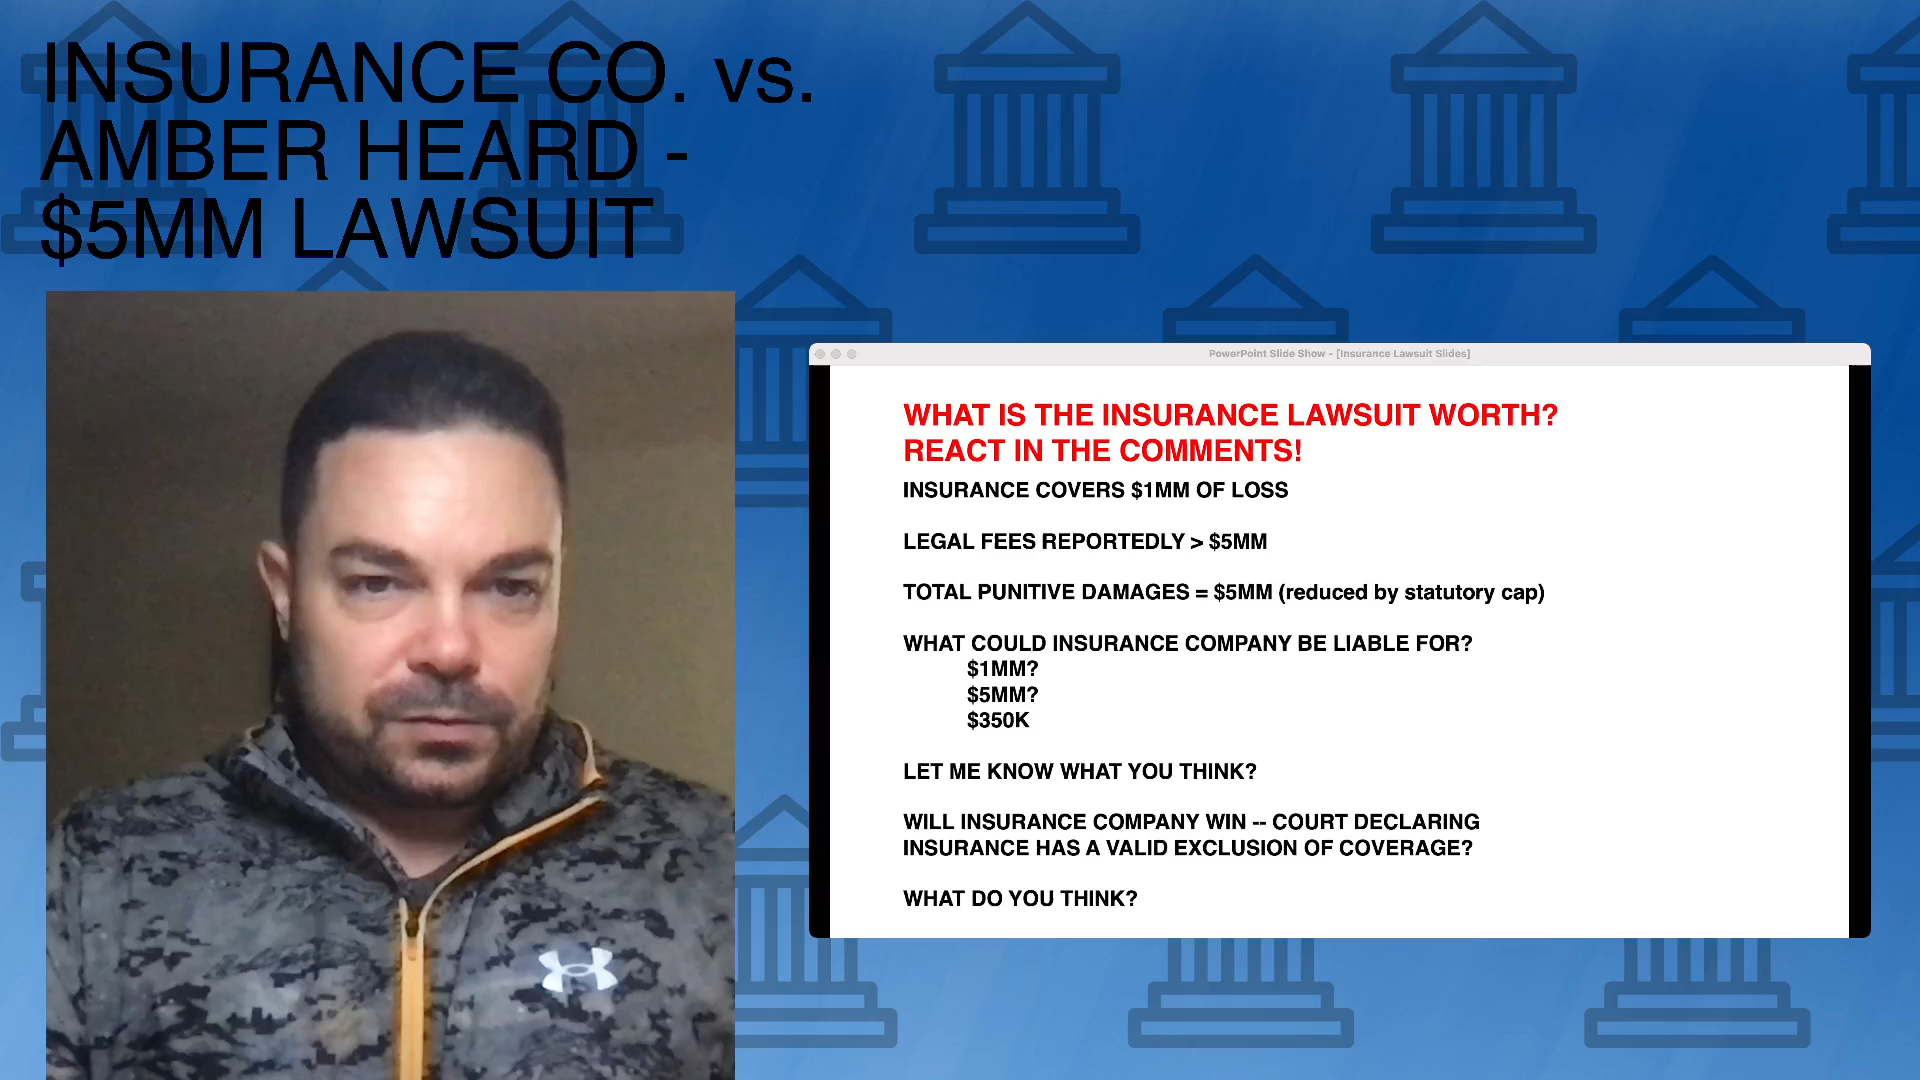 INSURANCE CO. vs.
AMBER HEARD -
$5MM LAWSUIT
PowerPoint Slide Show - [Insurance Lawsuit Slides]
WHAT IS THE INSURANCE LAWSUIT WORTH?
REACT IN THE COMMENTS!
INSURANCE COVERS $1MM OF LOSS
LEGAL FEES REPORTEDLY > $5MM
TOTAL PUNITIVE DAMAGES = $5MM (reduced by statutory cap)
WHAT COULD INSURANCE COMPANY BE LIABLE FOR?
$1MM?
$5MM?
$350K
LET ME KNOW WHAT YOU THINK?
WILL INSURANCE COMPANY WIN -- COURT DECLARING
INSURANCE HAS A VALID EXCLUSION OF COVERAGE?
WHAT DO YOU THINK?